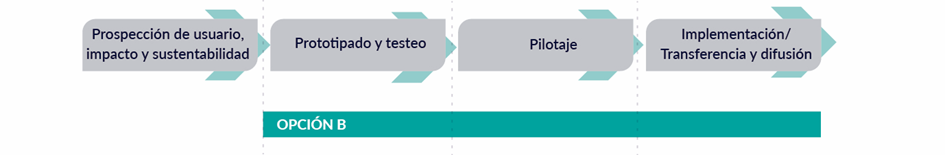 Prospección de usuario,
impacto y sustentabilidad
Prototipado y testeo
Pilotaje
Implementación/
Transferencia y difusión
OPCIÓN B